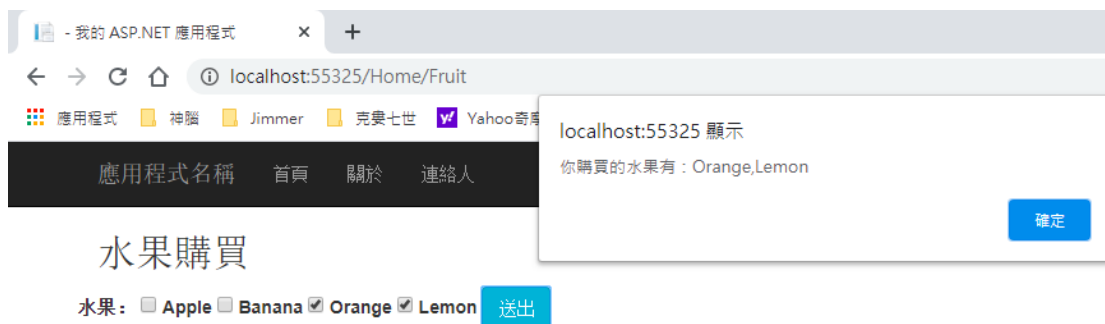 - 我的 ASP.NET 應用程式
localhost:55325/Home/Fruit
應用程式 神腦 Jimmer 克婁七世 Yahoo奇摩
localhost:55325 顯示
你購買的水果有：Orange,Lemon
確定
應用程式名稱 首頁 關於 連絡人
水果購買
水果： Apple Banana Orange Lemon 送出